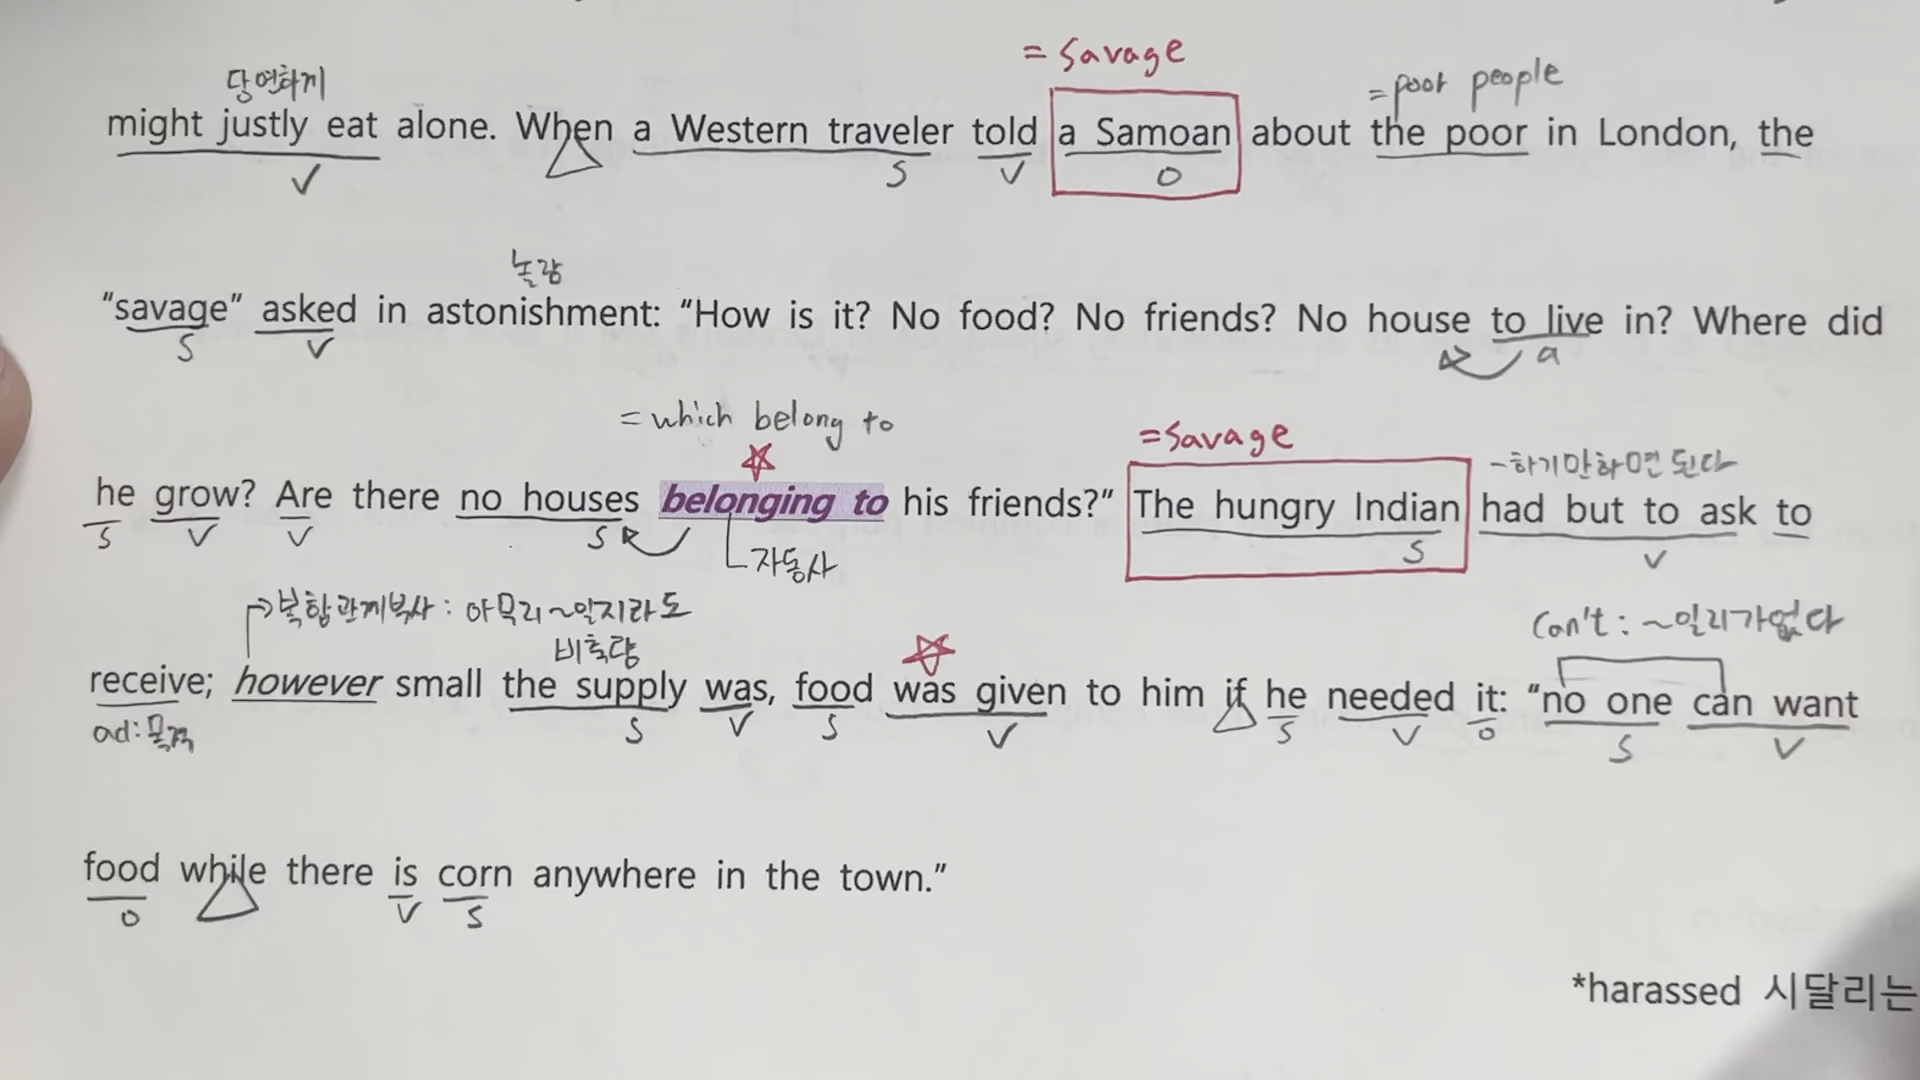 = Savage
당연하게
=poor people
might justly eat alone. When a Western traveler told a Samoan about the poor in London, the
V S V O
놀람
"savage" asked in astonishment: "How is it? No food? No friends? No house to live in? Where did
S V a
= which belong to
=Savage
-하기만하면 된다
he grow? Are there no houses belonging to his friends?" The hungry Indian had but to ask to
S V V S S V
자동사
복합관계부사: 아무리~일지라도
비축량
Can't: ~일리가없다
receive; however small the supply was, food was given to him if he needed it: "no one can want
ad:목적 S V S V S V O S V
food while there is corn anywhere in the town."
O V S
*harassed 시달리는